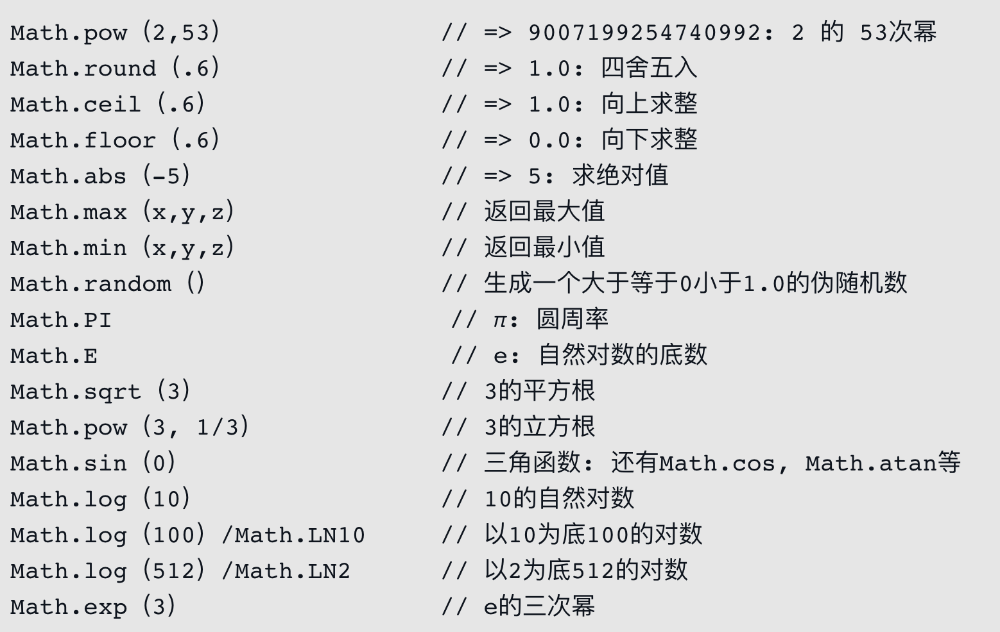 Math.pow (2,53) // => 9007199254740992: 2 的 53次幂
Math.round (.6) // => 1.0: 四舍五入
Math.ceil (.6) // => 1.0: 向上求整
Math.floor (.6) // => 0.0: 向下求整
Math.abs (-5) // => 5: 求绝对值
Math.max (x,y,z) // 返回最大值
Math.min (x,y,z) // 返回最小值
Math.random () // 生成一个大于等于0小于1.0的伪随机数
Math.PI // π: 圆周率
Math.E // e: 自然对数的底数
Math.sqrt (3) // 3的平方根
Math.pow (3, 1/3) // 3的立方根
Math.sin (0) // 三角函数: 还有Math.cos, Math.atan等
Math.log (10) // 10的自然对数
Math.log (100) /Math.LN10 // 以10为底100的对数
Math.log (512) /Math.LN2 // 以2为底512的对数
Math.exp (3) // e的三次幂